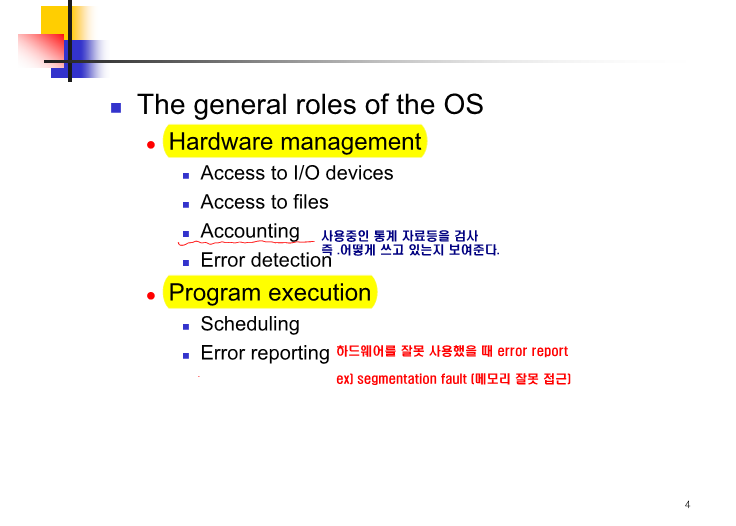 The general roles of the OS
Hardware management
Access to I/O devices
Access to files
Accounting
사용중인 통계 자료등을 검사
즉 .어떻게 쓰고 있는지 보여준다.
Error detection
Program execution
Scheduling
Error reporting 하드웨어를 잘못 사용했을 때 error report
ex) segmentation fault (메모리 잘못 접근)
4